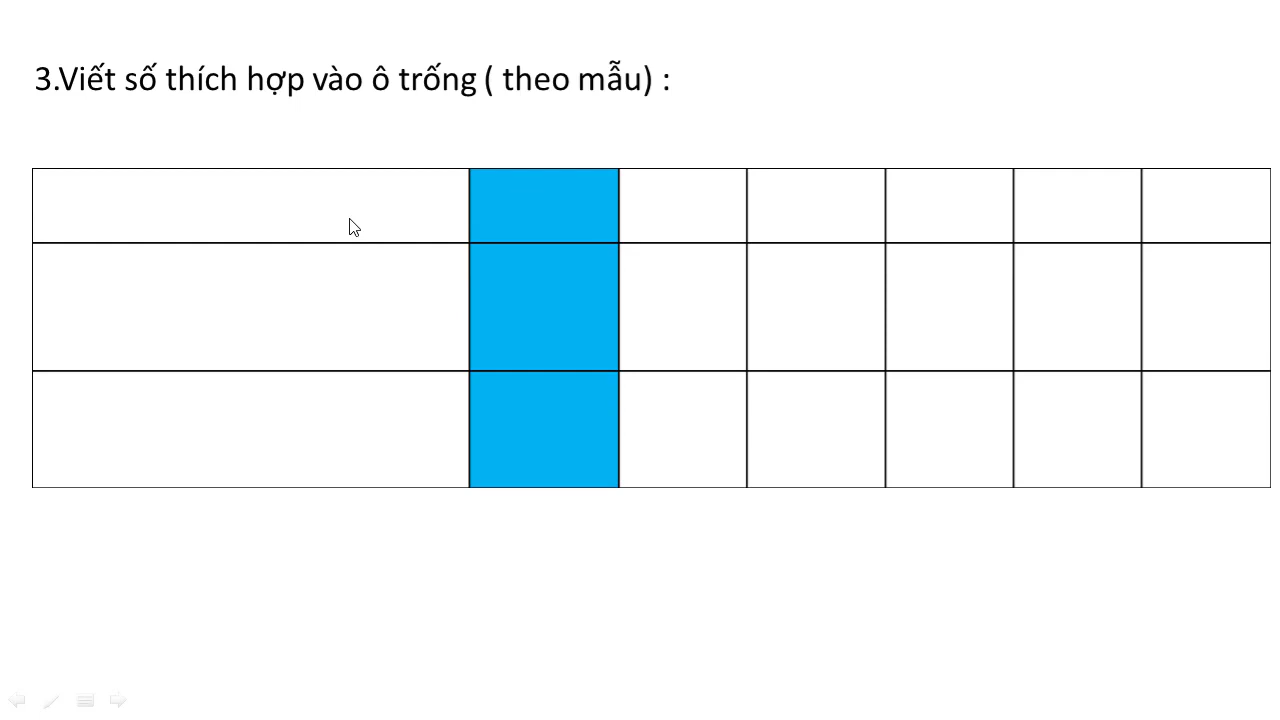 3.Viết số thích hợp vào ô trống ( theo mẫu) :